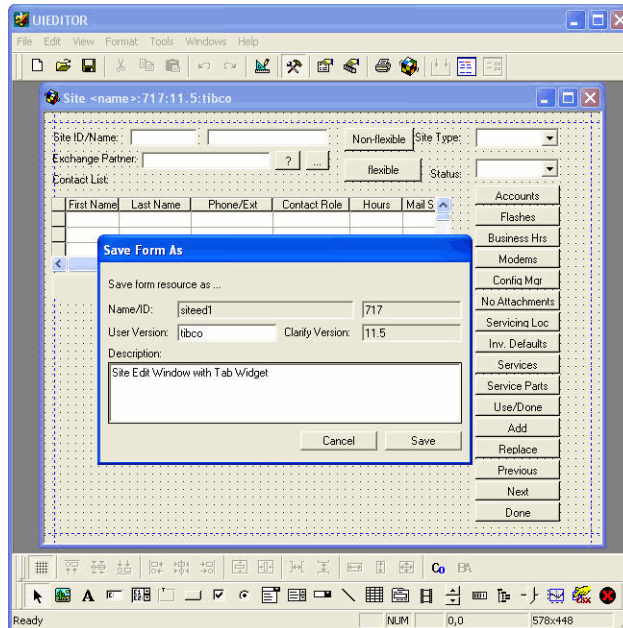 UIEDITOR
File Edit View Format Tools Windows Help
Site <name>:717:11.5:tibco
Site ID/Name: :
Non-flexible
Site Type:
Exchange Partner:
? ...
flexible
Status:
Contact List:
First Name Last Name Phone/Ext Contact Role Hours Mail S
Accounts
Flashes
Business Hrs
Modems
Config Mgr
No Attachments
Servicing Loc
Inv. Defaults
Services
Service Parts
Use/Done
Add
Replace
Previous
Next
Done
Save Form As
Save form resource as ...
Name/ID: siteed1 717
User Version: tibco Clarify Version: 11.5
Description:
Site Edit Window with Tab Widget
Cancel Save
Co BA
A
Ready NUM 0,0 578x448